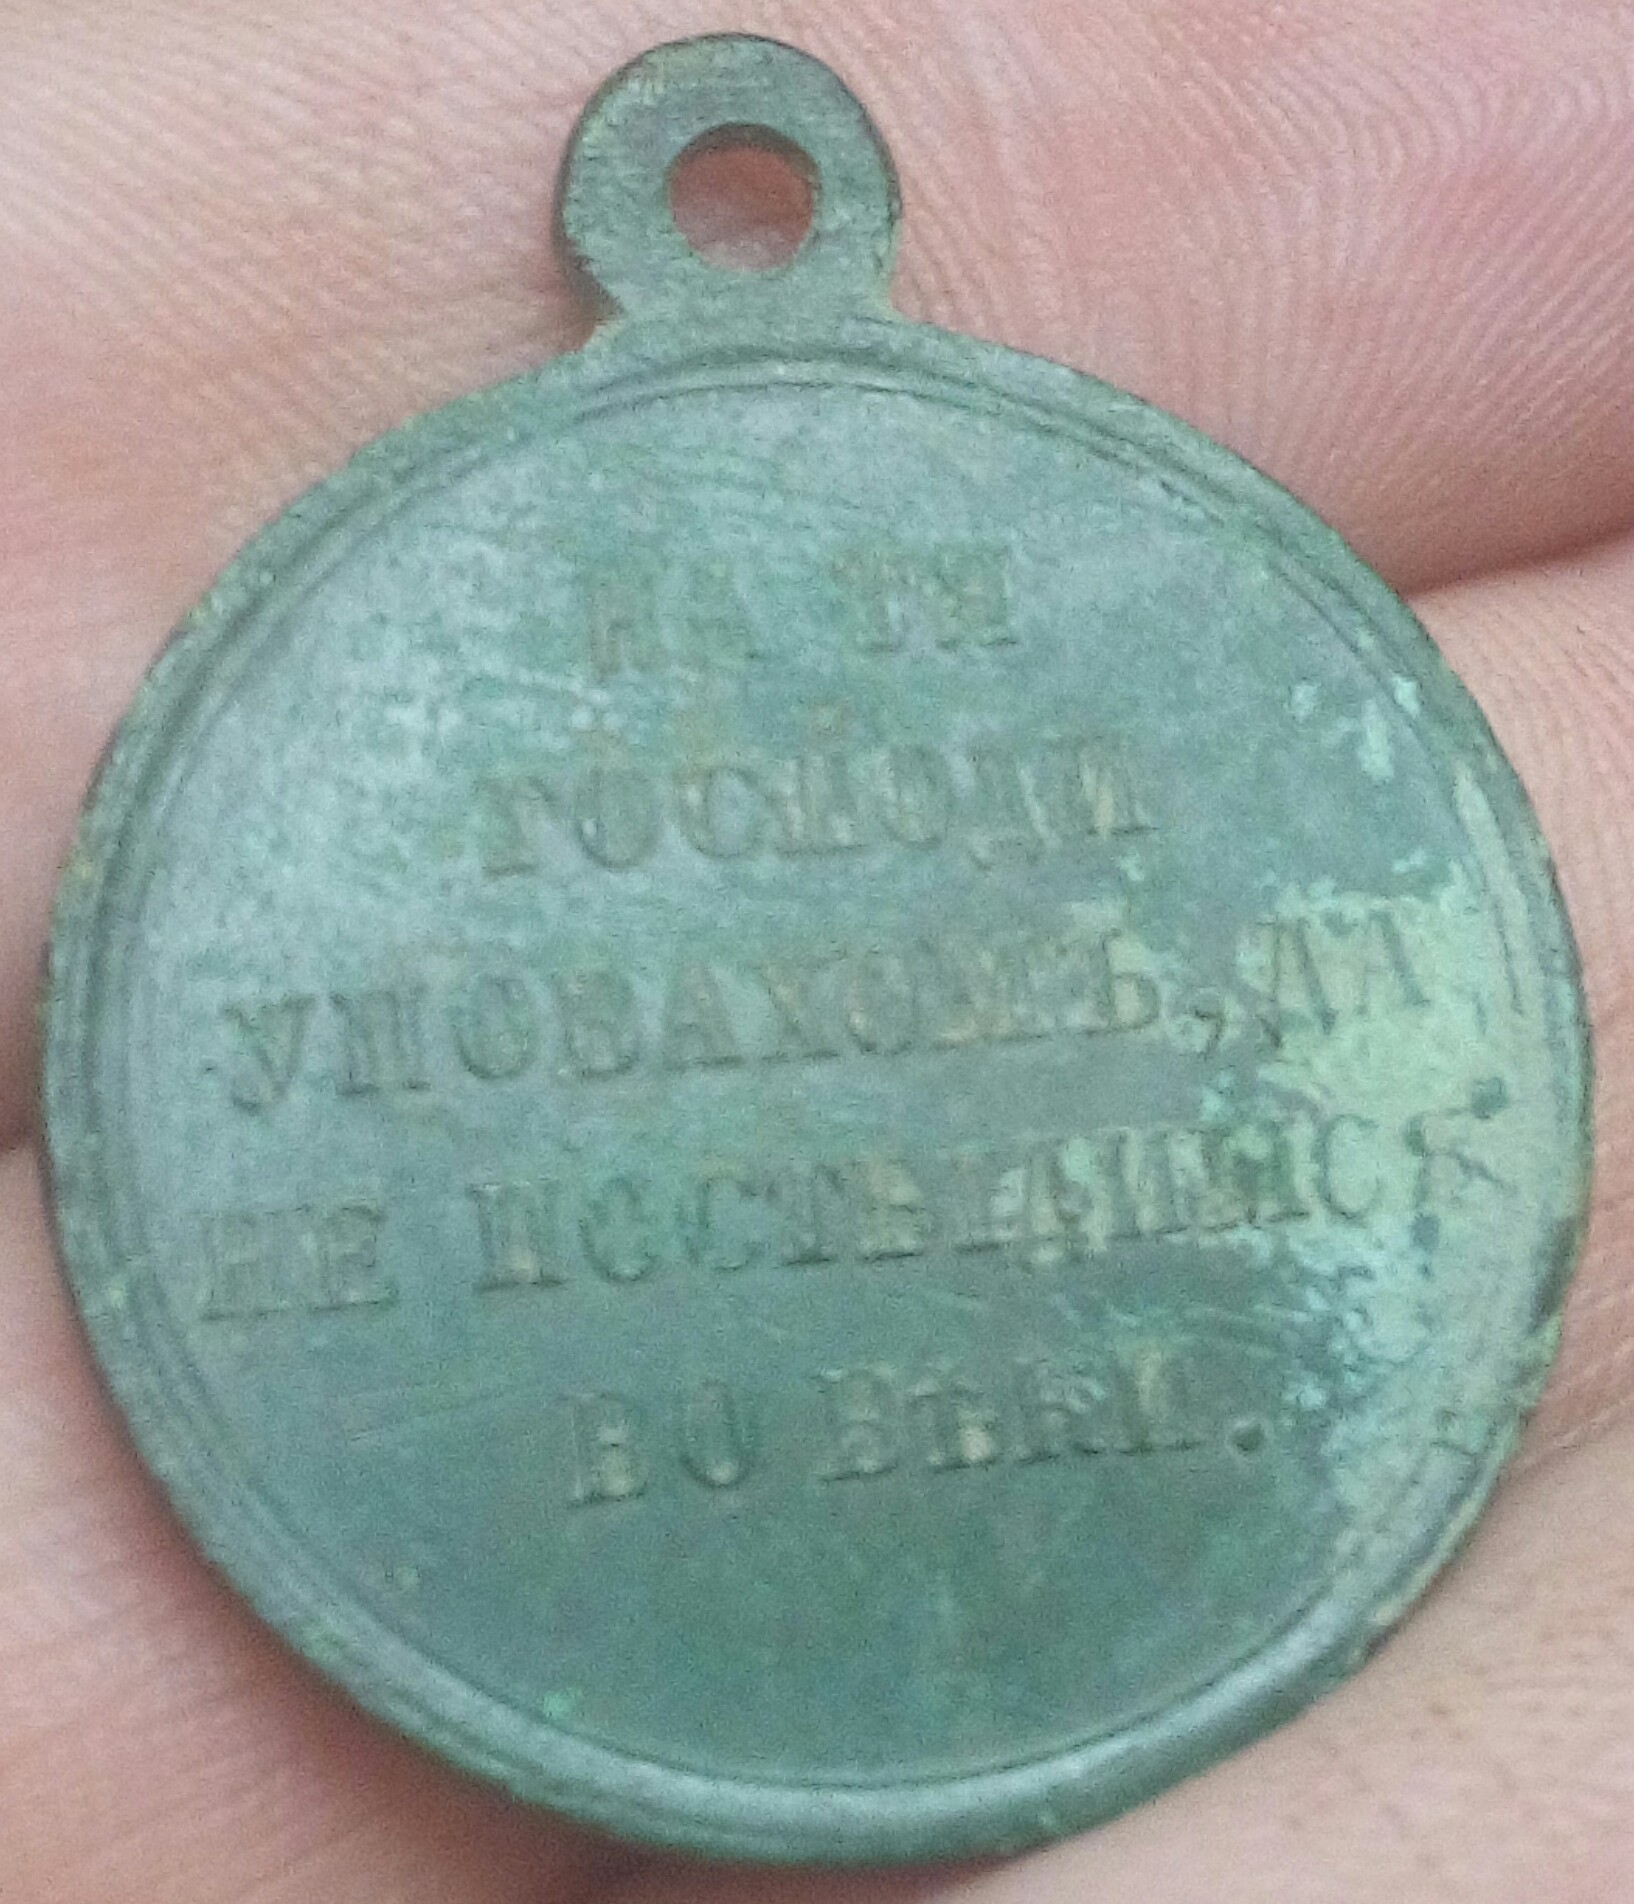 НА ТЯ
ГОСПОДИ
УПОВАХОМЪ, ДА
НЕ ПОСТЫДИМСЯ
ВО ВѢКИ.